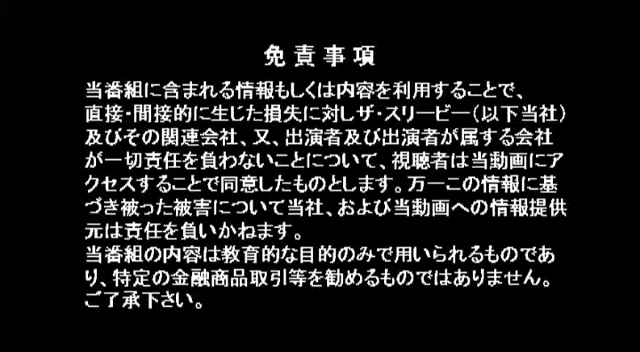 免責事項
当番組に含まれる情報もしくは内容を利用することで、
直接・間接的に生じた損失に対しザ・スリービー（以下当社）
及びその関連会社、又、出演者及び出演者が属する会社
が一切責任を負わないことについて、視聴者は当動画にア
クセスすることで同意したものとします。万一この情報に基
づき被った被害について当社、および当動画への情報提供
元は責任を負いかねます。
当番組の内容は教育的な目的のみで用いられるものであ
り、特定の金融商品取引等を勧めるものではありません。
ご了承下さい。